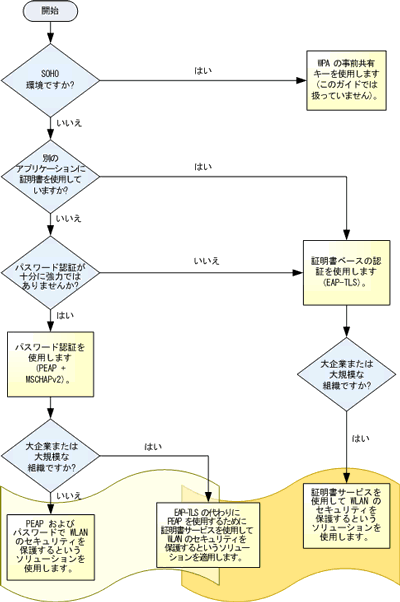 開始
SOHO
環境ですか?
はい
WPA の事前共有
キーを使用します
(このガイドでは
扱っていません)。
いいえ
別の
アプリケーションに
証明書を使用して
いますか?
はい
いいえ
パスワード認証が
十分に強力では
ありませんか?
いいえ
証明書ベースの認
証を使用します
(EAP-TLS)。
はい
パスワード認証を
使用します
(PEAP +
MSCHAPv2)。
大企業または
大規模な
組織ですか?
大企業または
大規模な
組織ですか?
はい
はい
いいえ
PEAP および
パスワードで WLAN
のセキュリティを
保護するという
ソリューションを
使用します。
EAP-TLS の代わりに
PEAP を使用するために
証明書サービスを使用して
WLAN のセキュリティを
保護するというソリュー
ションを適用します。
証明書サービスを
使用して WLAN の
セキュリティを
保護するという
ソリューションを
使用します。